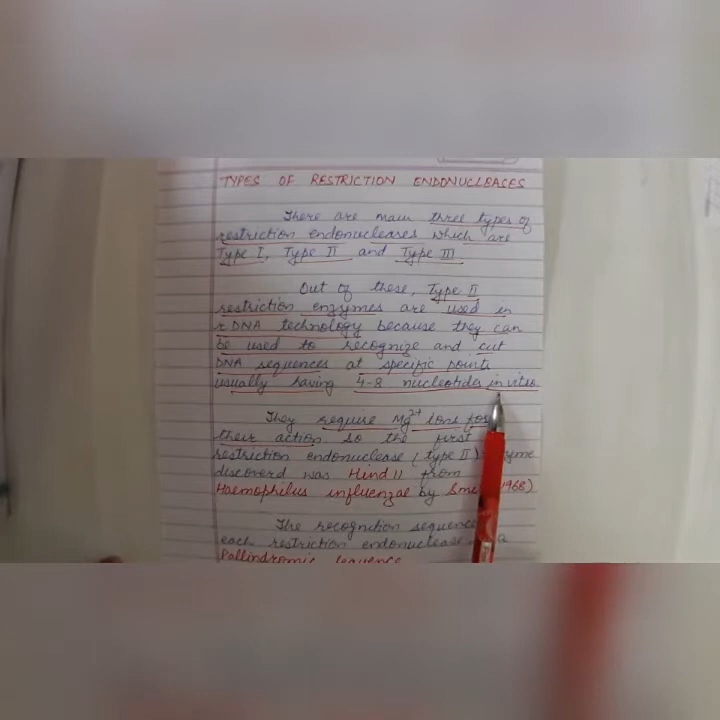 TYPES OF RESTRICTION ENDONUCLEASES
There are main three types of
restriction endonucleases which are
Type I, Type II and Type III
Out of these, Type II
restriction enzymes are used in
rDNA technology because they can
be used to recognize and cut
DNA sequences at specific points
usually having 4-8 nucleotides in vitro
They require Mg2+ ions for
their action so the first
restriction endonuclease (type II)
discoverd was Hind II from
Haemophilus influenzae by 1968)
The recognition
each restriction endonuclease a
Pallindromic sequence